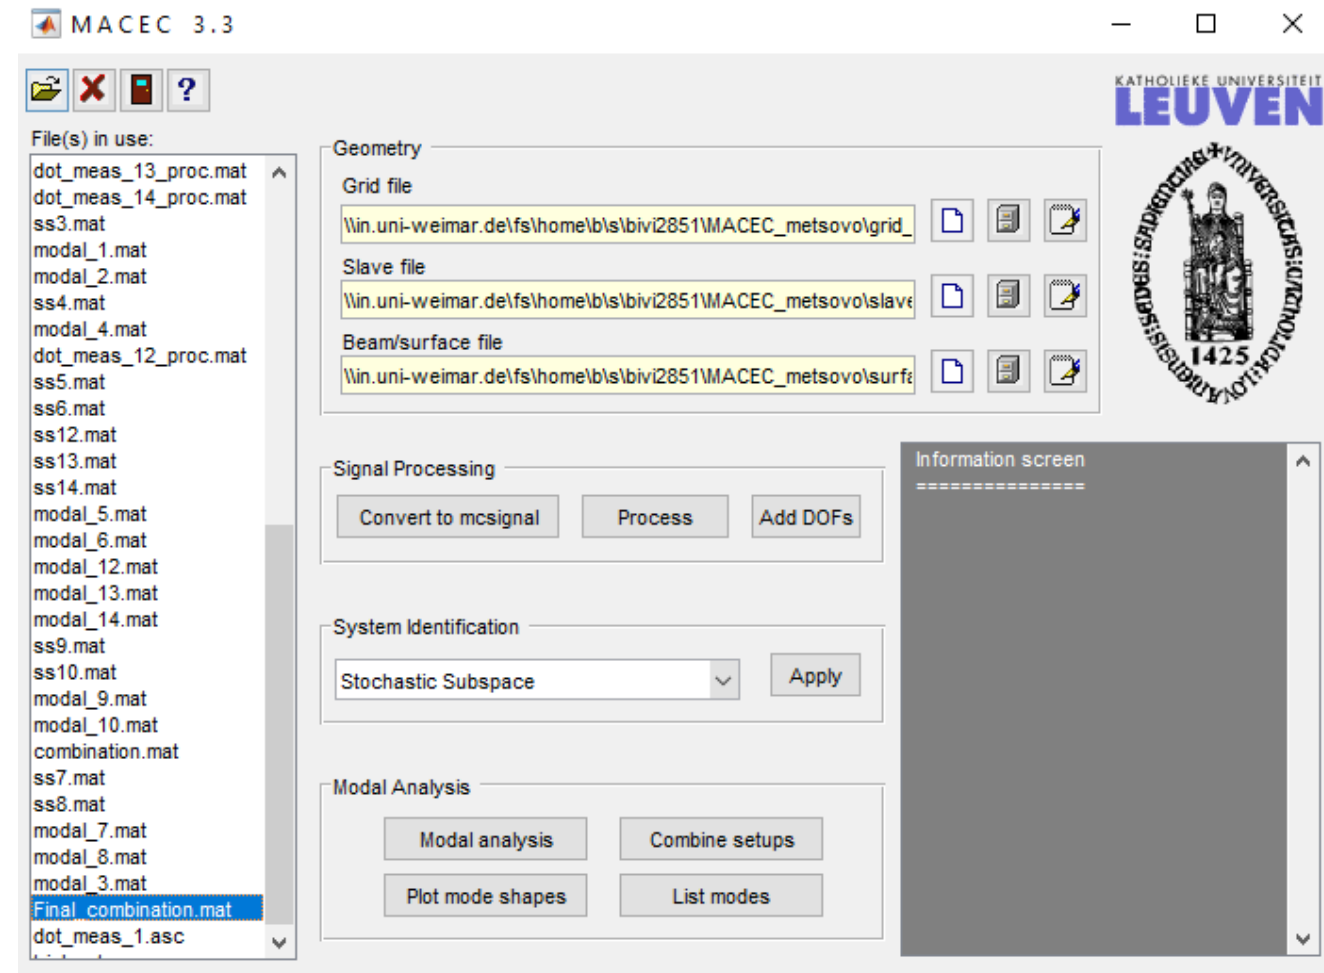 MACEC 3.3
KATHOLIEKE UNIVERSITEIT
LEUVEN
File(s) in use:
dot_meas_13_proc.mat
dot_meas_14_proc.mat
ss3.mat
modal_1.mat
modal_2.mat
ss4.mat
modal_4.mat
dot_meas_12_proc.mat
ss5.mat
ss6.mat
ss12.mat
ss13.mat
ss14.mat
modal_5.mat
modal_6.mat
modal_12.mat
modal_13.mat
modal_14.mat
ss9.mat
ss10.mat
modal_9.mat
modal_10.mat
combination.mat
ss7.mat
ss8.mat
modal_7.mat
modal_8.mat
modal_3.mat
Final_combination.mat
dot_meas_1.asc
Geometry
Grid file
\\in.uni-weimar.de\fs\home\b\s\bivi2851\MACEC_metsovo\grid_
Slave file
\\in.uni-weimar.de\fs\home\b\s\bivi2851\MACEC_metsovo\slave
Beam/surface file
\\in.uni-weimar.de\fs\home\b\s\bivi2851\MACEC_metsovo\surfa
1425
Signal Processing
Convert to mcsignal
Process
Add DOFs
System Identification
Stochastic Subspace
Apply
Modal Analysis
Modal analysis
Combine setups
Plot mode shapes
List modes
Information screen
===============